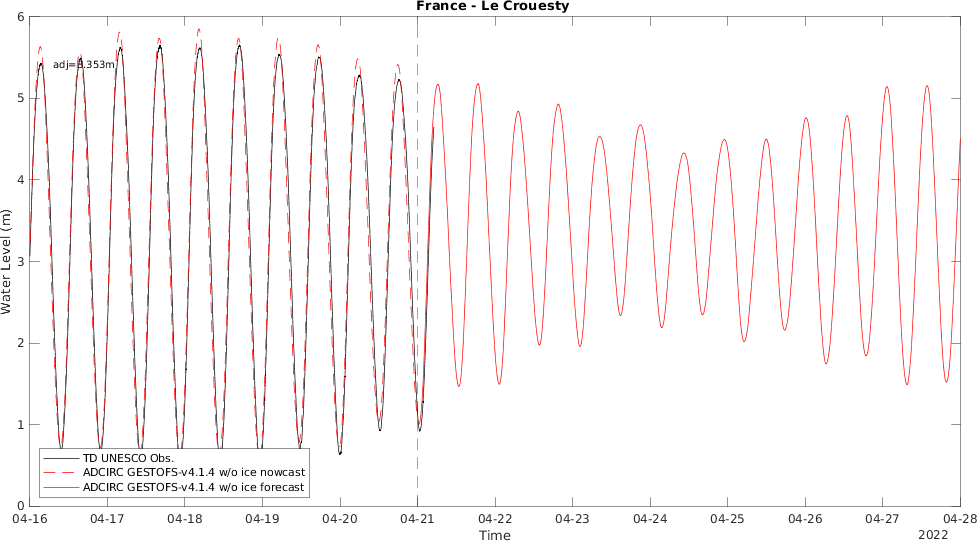 France - Le Crouesty
6
5
4
3
2
1
0
Water Level (m)
adj=3.353m
TD UNESCO Obs.
ADCIRC GESTOFS-v4.1.4 w/o ice nowcast
ADCIRC GESTOFS-v4.1.4 w/o ice forecast
04-16 04-17 04-18 04-19 04-20 04-21 04-22 04-23 04-24 04-25 04-26 04-27 04-28
Time
2022